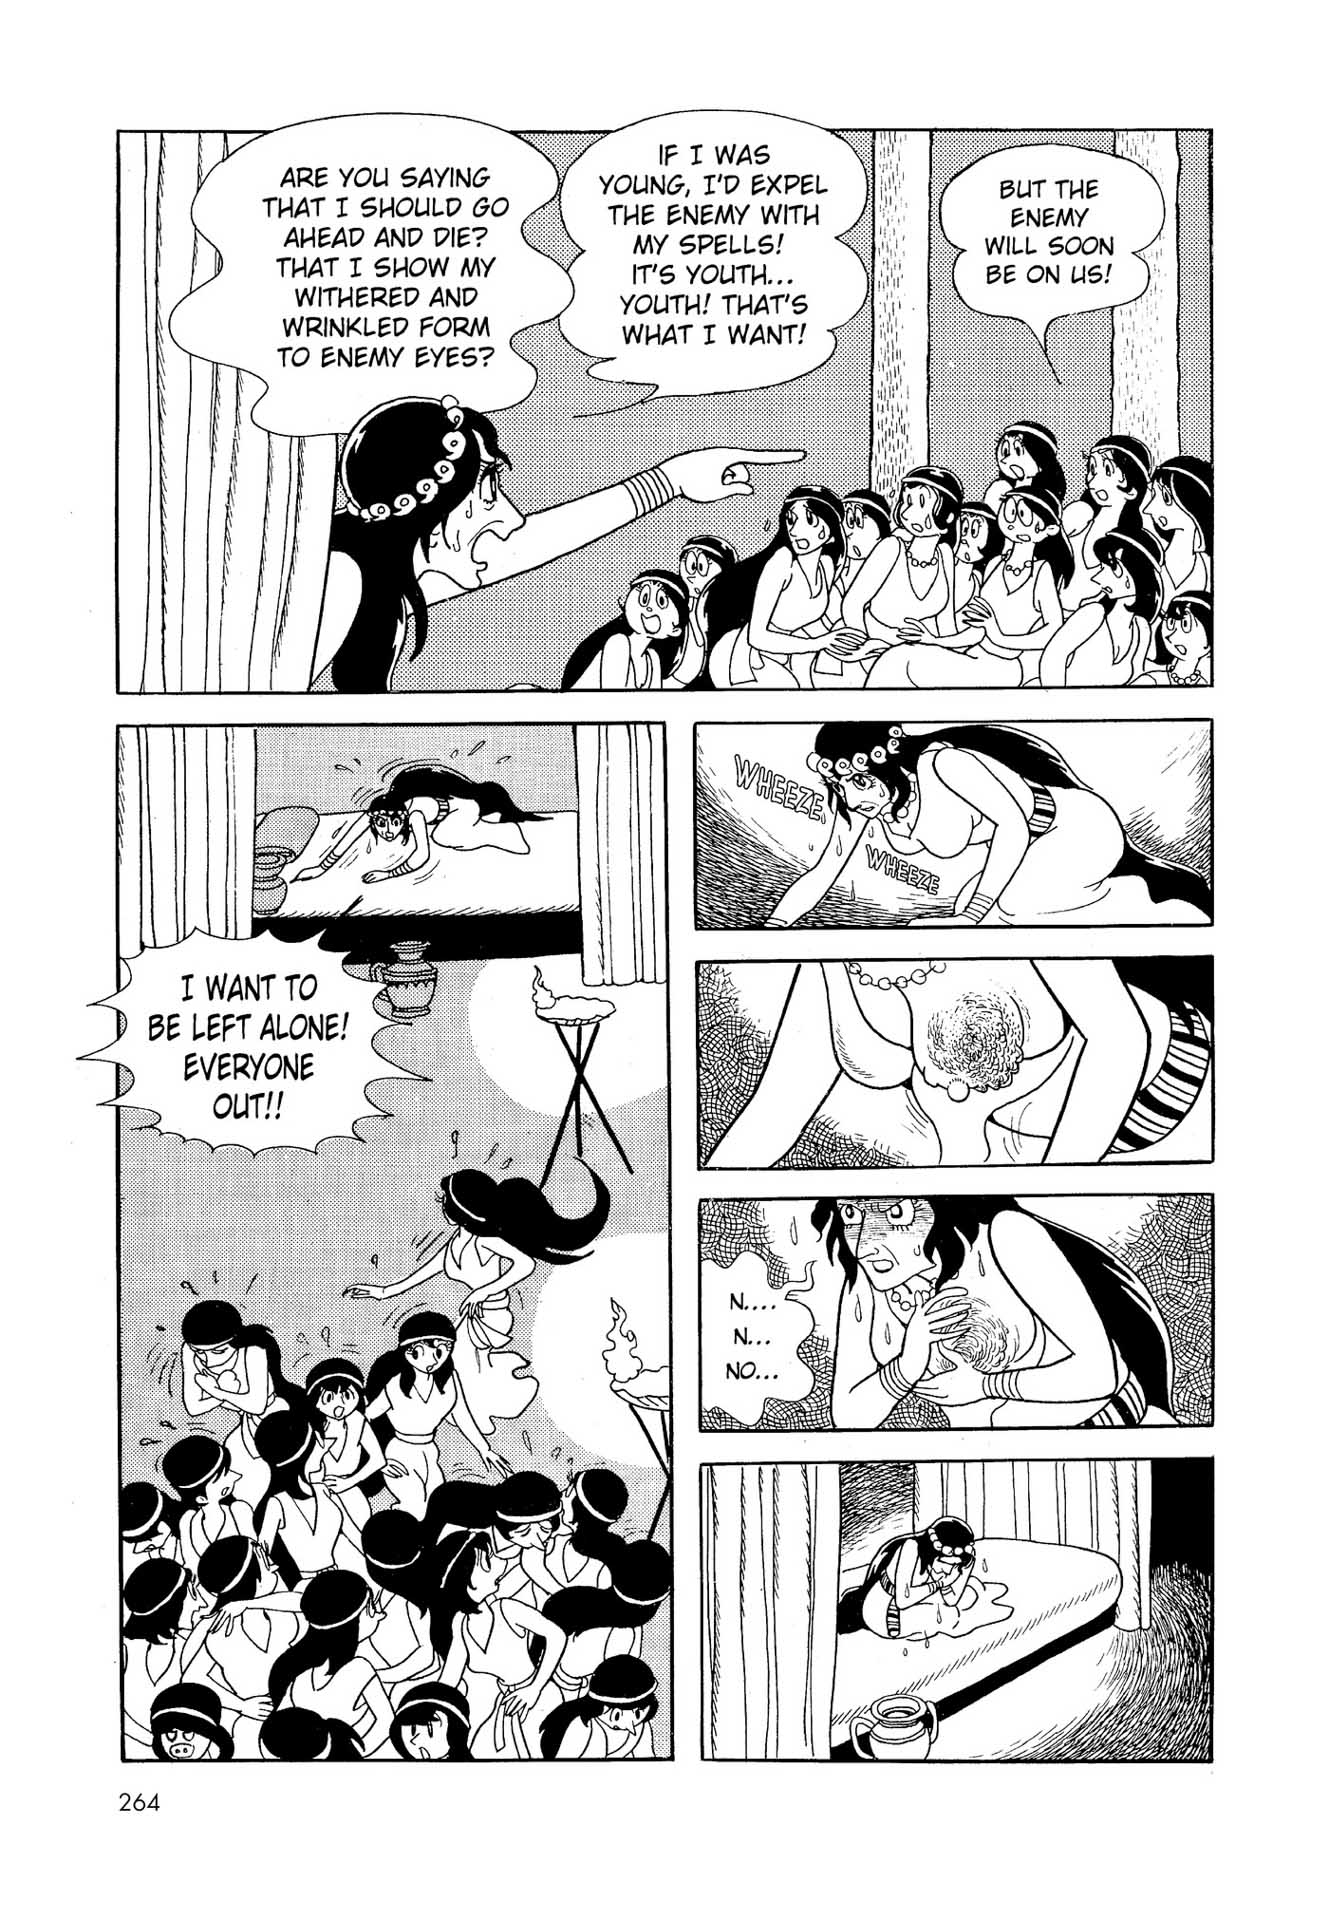 BUT THE
ENEMY
WILL SOON
BE ON US!
IF I WAS
YOUNG, I'D EXPEL
THE ENEMY WITH
MY SPELLS!
IT'S YOUTH...
YOUTH! THAT'S
WHAT I WANT!
ARE YOU SAYING
THAT I SHOULD GO
AHEAD AND DIE?
THAT I SHOW MY
WITHERED AND
WRINKLED FORM
TO ENEMY EYES?
WHEEZE
WHEEZE
N....
N...
NO...
I WANT TO
BE LEFT ALONE!
EVERYONE
OUT!!
264